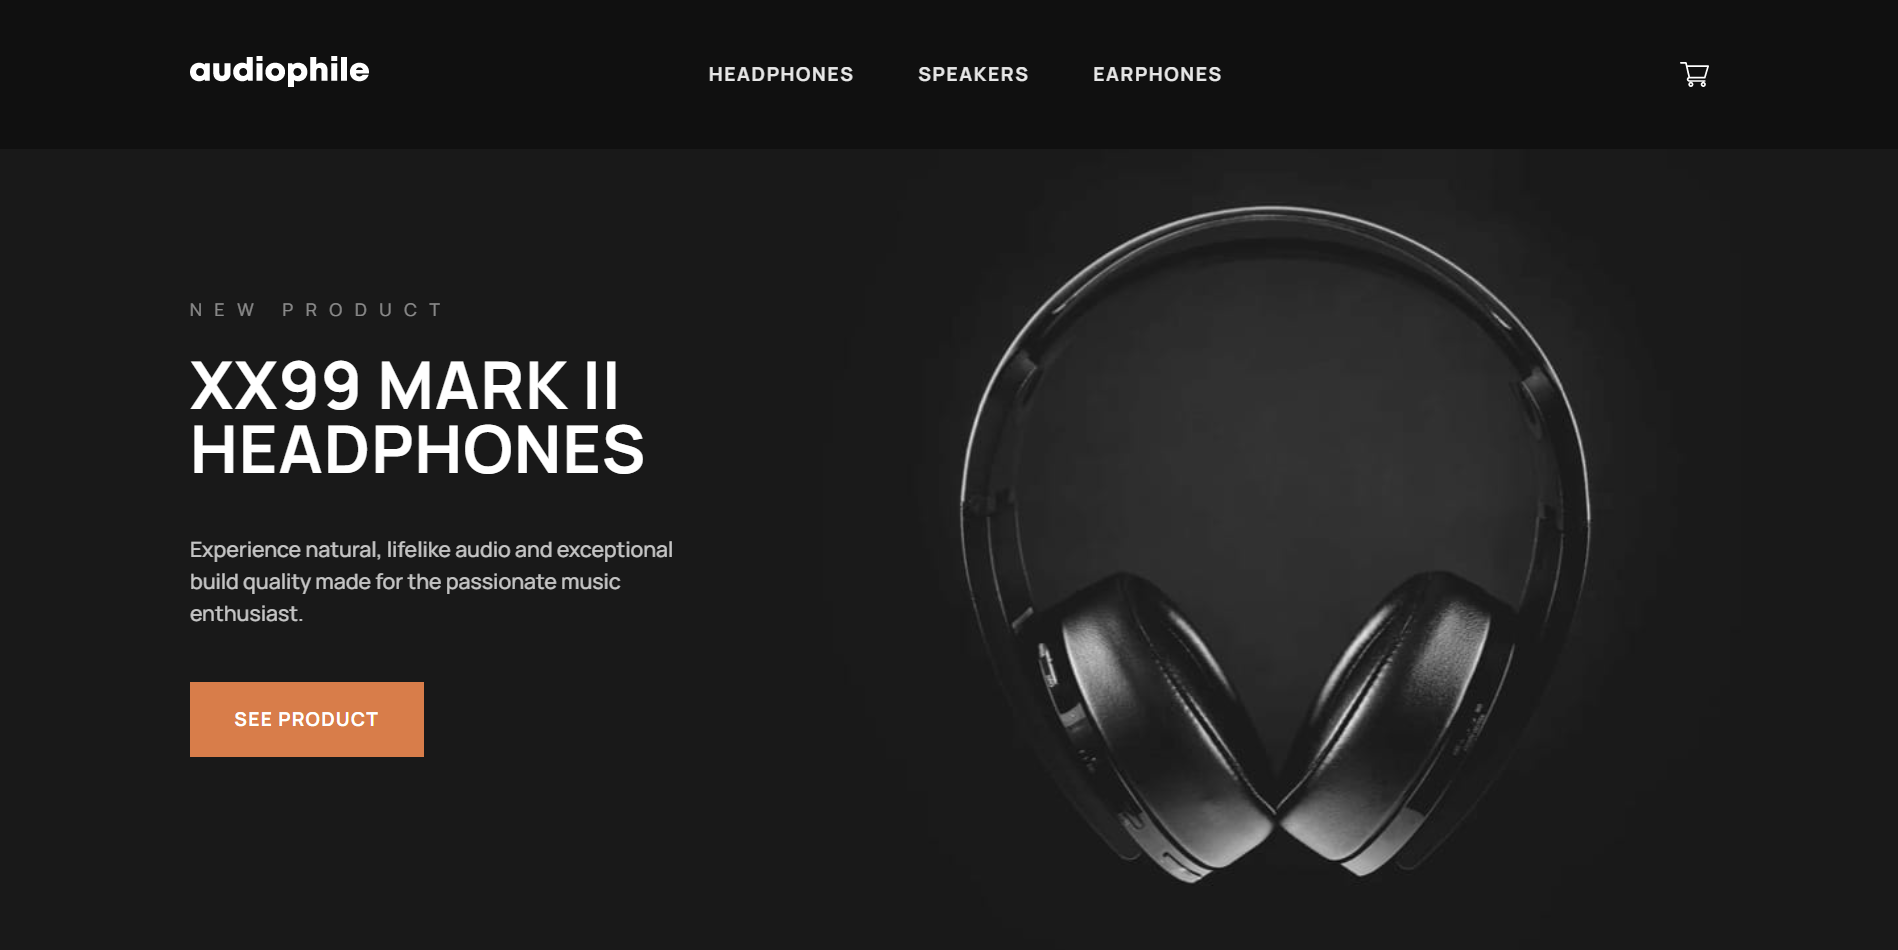 audiophile
HEADPHONES SPEAKERS EARPHONES
NEW PRODUCT
XX99 MARK II
HEADPHONES
Experience natural, lifelike audio and exceptional
build quality made for the passionate music
enthusiast.
SEE PRODUCT